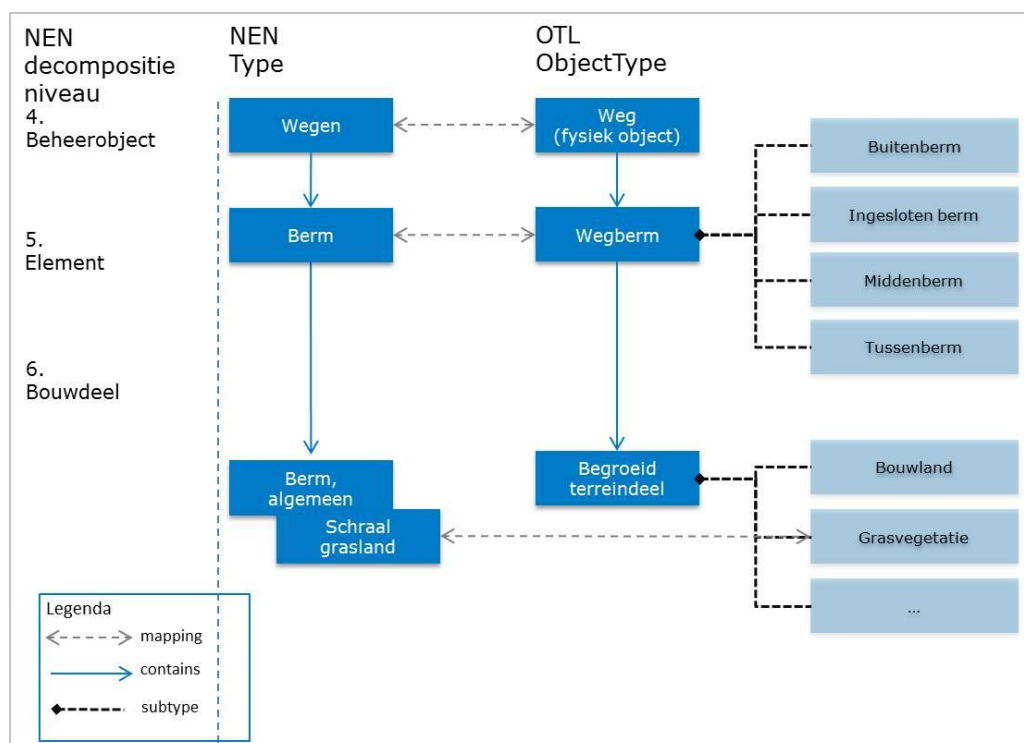 NEN
decompositie
niveau
NEN
Type
OTL
ObjectType
4.
Beheerobject
Wegen
Weg
(fysiek object)
Buitenberm
Ingesloten berm
5.
Element
Berm
Wegberm
Middenberm
Tussenberm
6.
Bouwdeel
Berm,
algemeen
Schraal
grasland
Begroeid
terreindeel
Bouwland
Grasvegetatie
...
Legenda
mapping
contains
subtype